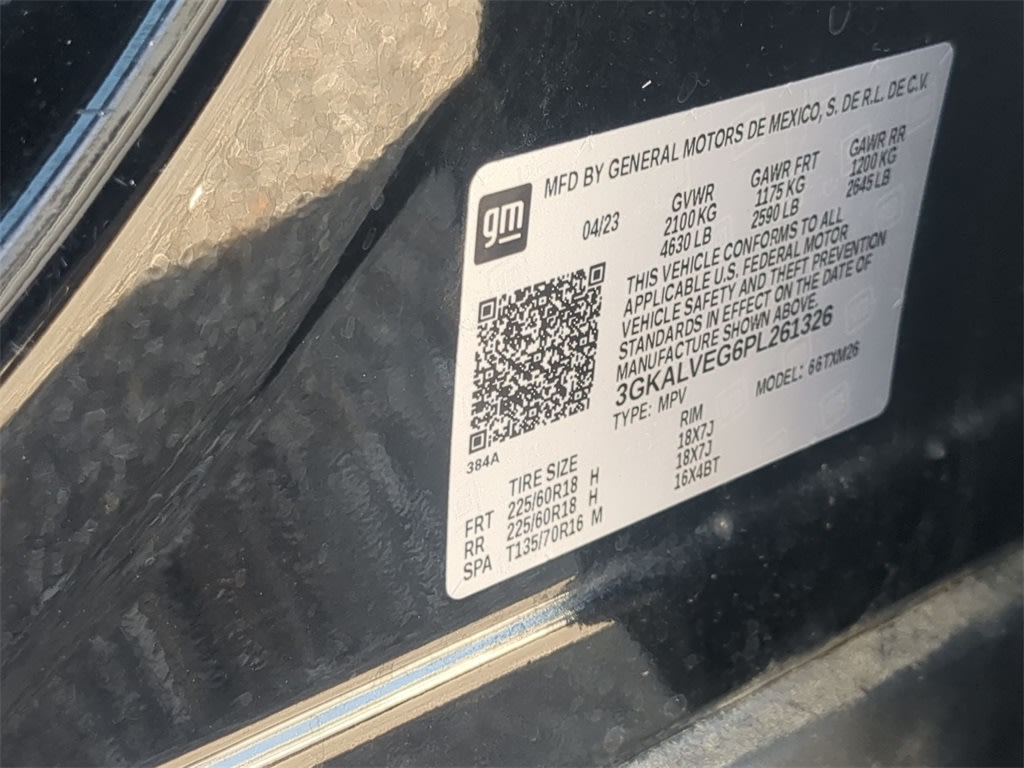 MFD BY GENERAL MOTORS DE MEXICO, S. DE R.L. DE C.V.
gm
04/23
GVWR GAWR FRT GAWR RR
2100 KG 1175 KG 1200 KG
4630 LB 2590 LB 2645 LB
THIS VEHICLE CONFORMS TO ALL
APPLICABLE U.S. FEDERAL MOTOR
VEHICLE SAFETY AND THEFT PREVENTION
STANDARDS IN EFFECT ON THE DATE OF
MANUFACTURE SHOWN ABOVE.
3GKALVEG6PL261326
TYPE: MPV MODEL: 66TXM26
384A
TIRE SIZE RIM
FRT 225/60R18 H 18X7J
RR 225/60R18 H 18X7J
SPA T135/70R16 M 16X4BT